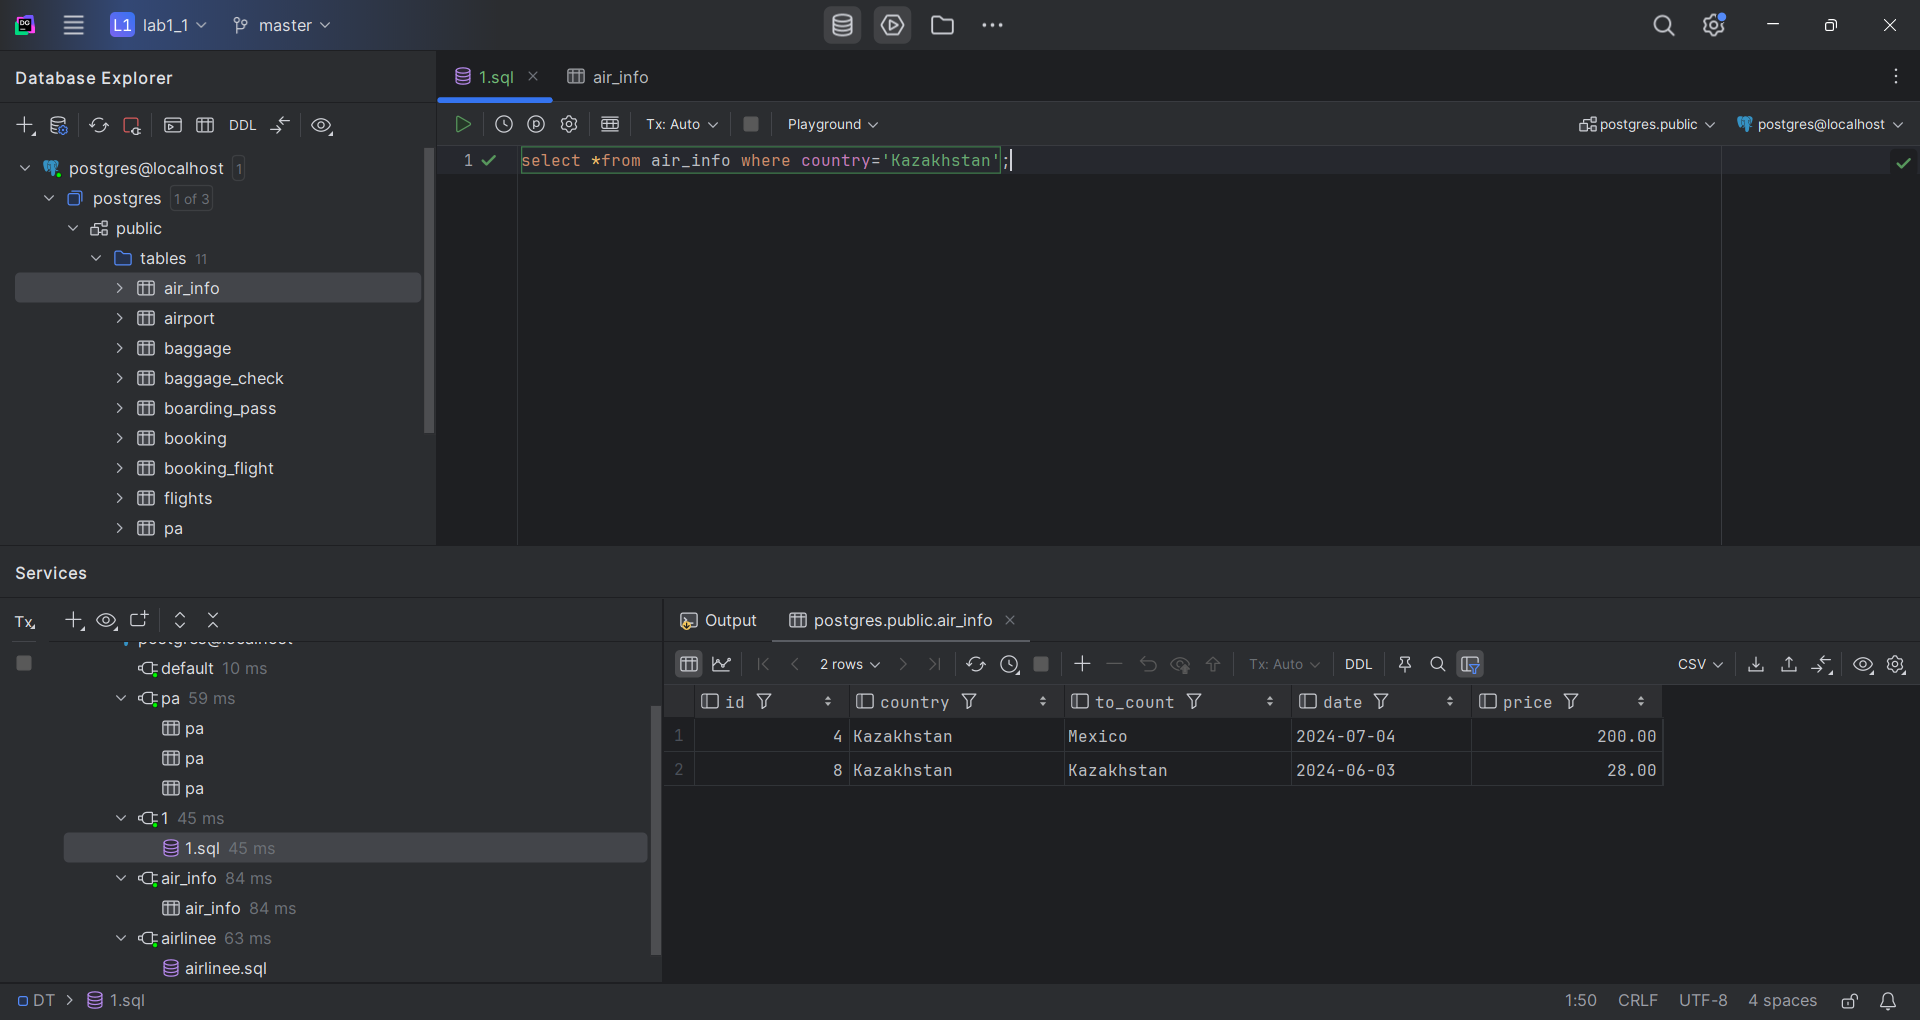 L1 lab1_1 master
Database Explorer
1.sql
air_info
DDL
Tx: Auto
Playground
postgres.public
postgres@localhost
postgres@localhost 1
postgres 1 of 3
public
tables 11
air_info
airport
baggage
baggage_check
boarding_pass
booking
booking_flight
flights
pa
1 select *from air_info where country='Kazakhstan';
Services
Tx
postgres@localhost
default 10 ms
pa 59 ms
pa
pa
pa
1 45 ms
1.sql 45 ms
air_info 84 ms
air_info 84 ms
airlinee 63 ms
airlinee.sql
Output postgres.public.air_info
2 rows Tx: Auto DDL CSV
id country to_count date price
1 4 Kazakhstan Mexico 2024-07-04 200.00
2 8 Kazakhstan Kazakhstan 2024-06-03 28.00
DT 1.sql
1:50 CRLF UTF-8 4 spaces